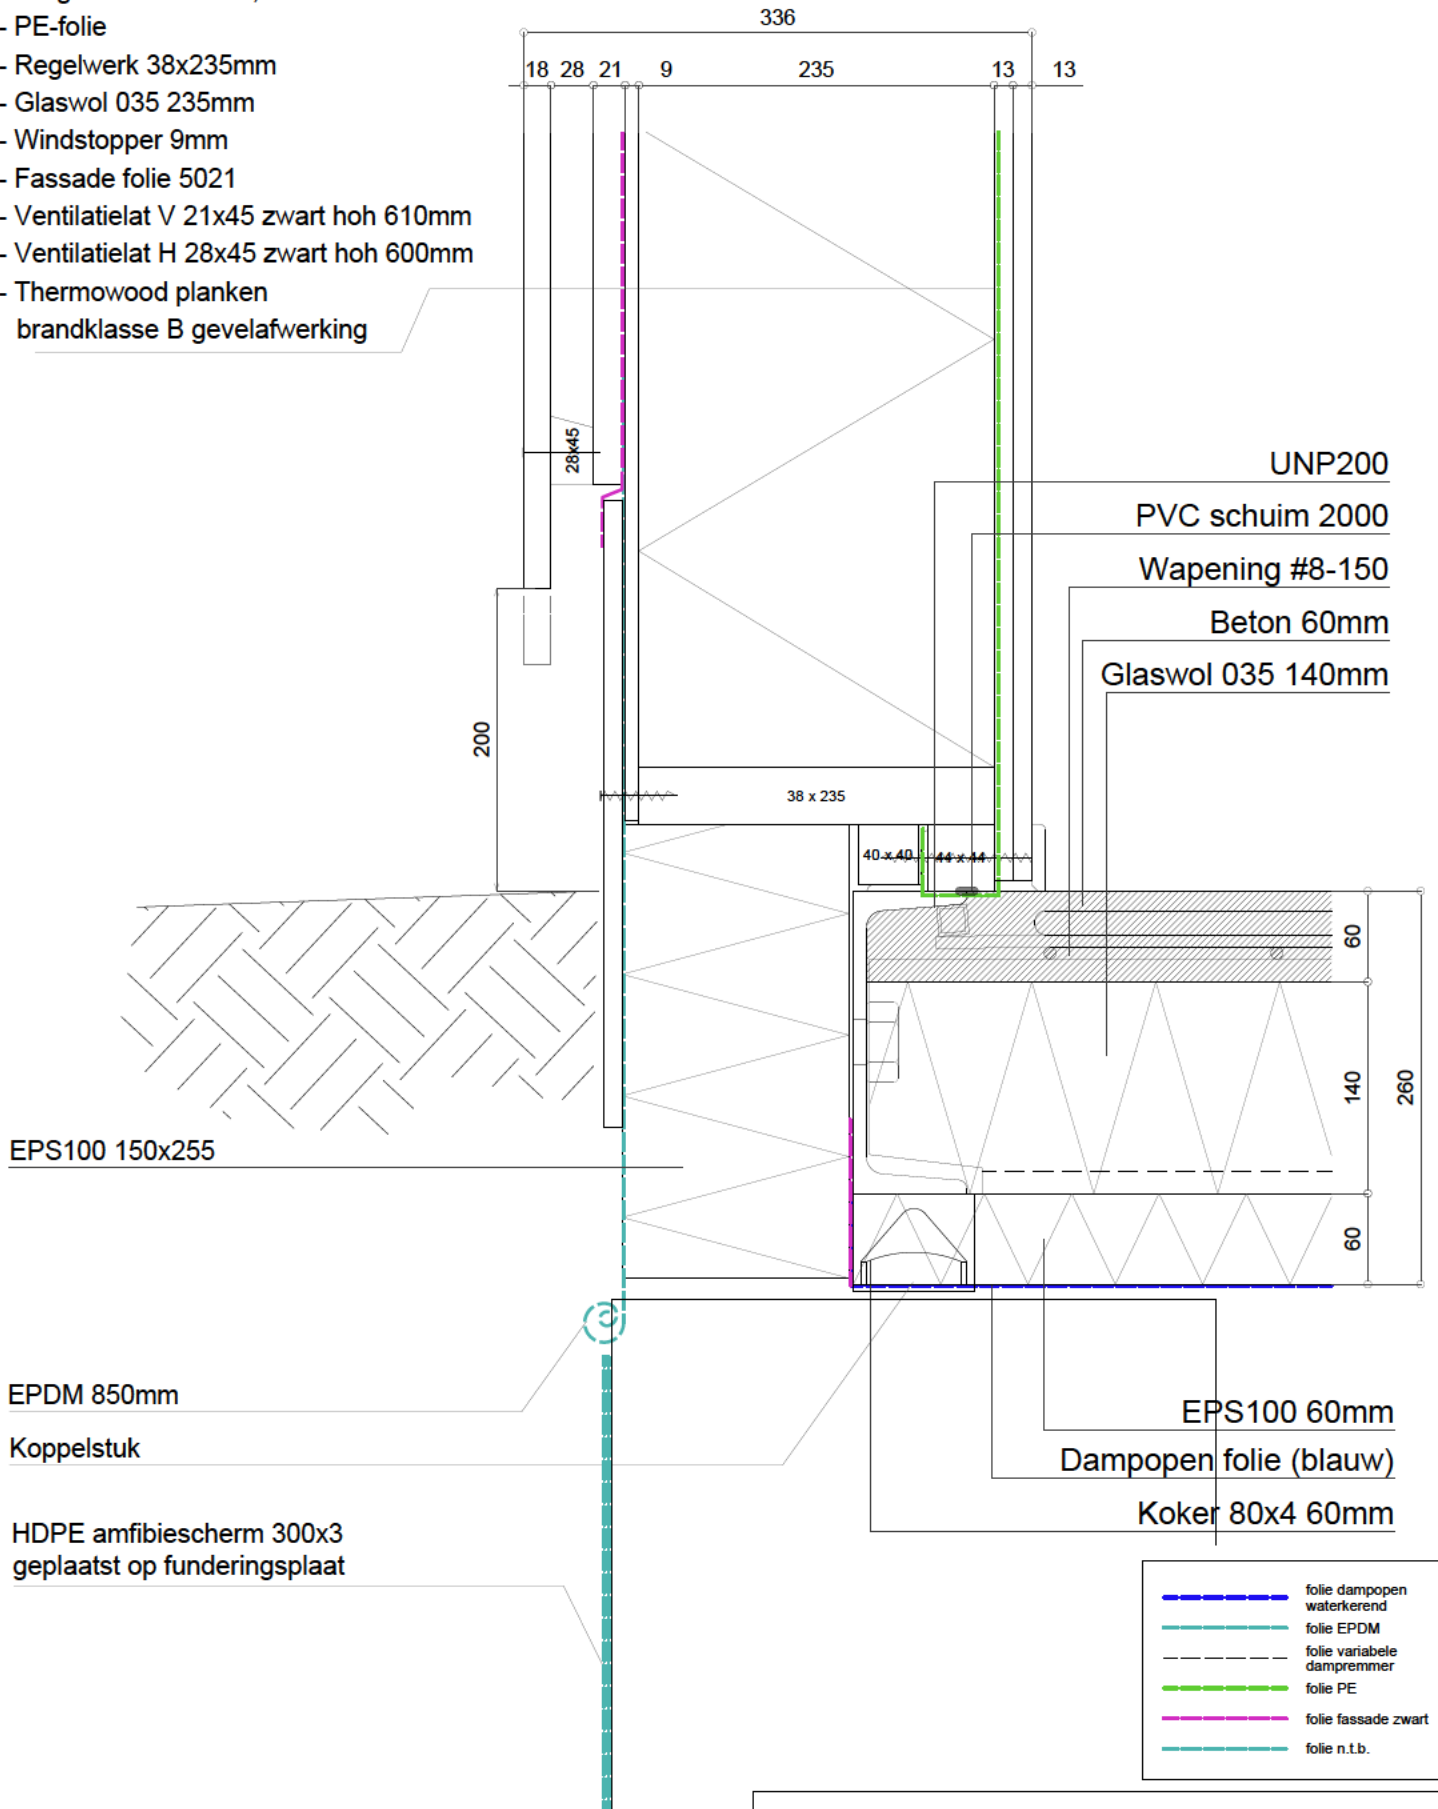 - PE-folie
- Regelwerk 38x235mm
- Glaswol 035 235mm
- Windstopper 9mm
- Fassade folie 5021
- Ventilatielat V 21x45 zwart hoh 610mm
- Ventilatielat H 28x45 zwart hoh 600mm
- Thermowood planken
brandklasse B gevelafwerking
336
18 28 21 9 235 13 13
28x45
UNP200
PVC schuim 2000
Wapening #8-150
Beton 60mm
Glaswol 035 140mm
200
38 x 235
40 x 40
44 x 44
60
140
260
60
EPS100 150x255
EPDM 850mm
Koppelstuk
HDPE amfibiescherm 300x3
geplaatst op funderingsplaat
EPS100 60mm
Dampopen folie (blauw)
Koker 80x4 60mm
folie dampopen
waterkerend
folie EPDM
folie variabele
dampremmer
folie PE
folie fassade zwart
folie n.t.b.